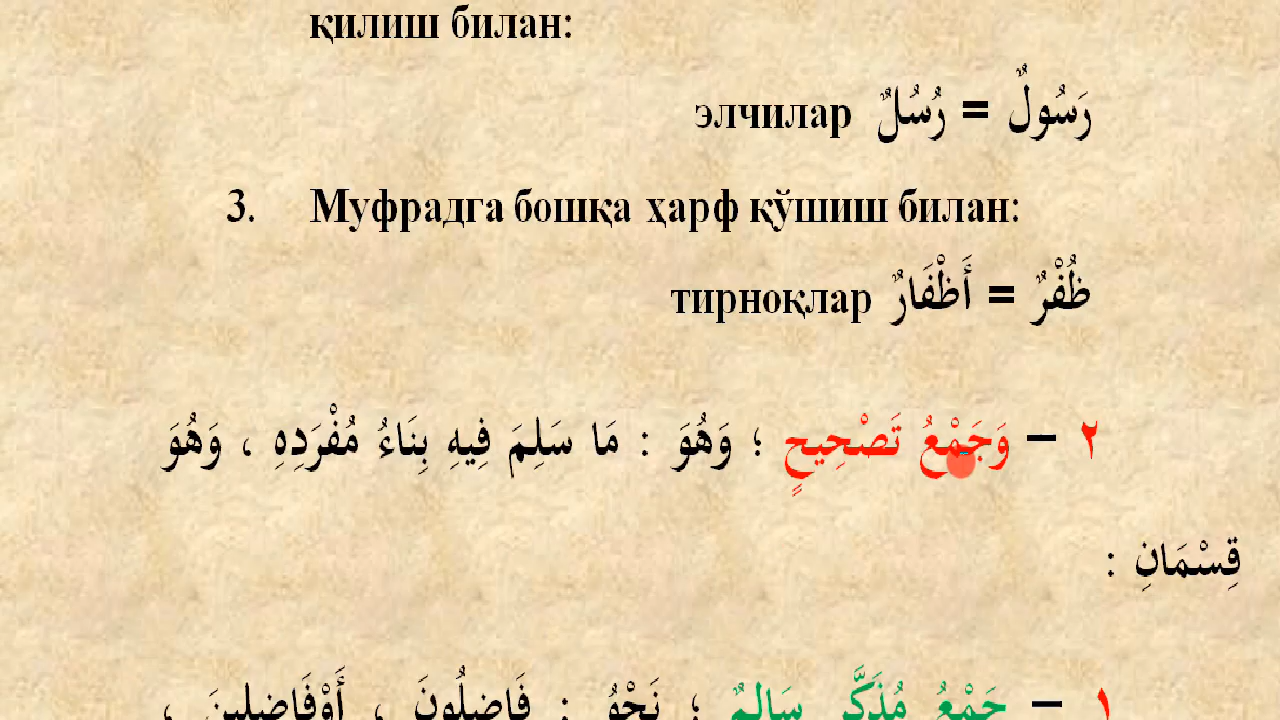 қилиш билан:
رَسُولٌ = رُسُلٌ элчилар
3. Муфрадга бошқа ҳарф қўшиш билан:
ظُفْرٌ = أَظْفَارٌ тирноқлар
٢ – وَجَمْعُ تَصْحِيحٍ ؛ وَهُوَ : مَا سَلِمَ فِيهِ بِنَاءُ مُفْرَدِهِ ، وَهُوَ
قِسْمَانِ :
١ – جَمْعُ مُذَكَّرٍ سَالِمٌ ؛ نَحْوُ : فَاضِلُونَ ، أَوْفَاضِلِينَ ،